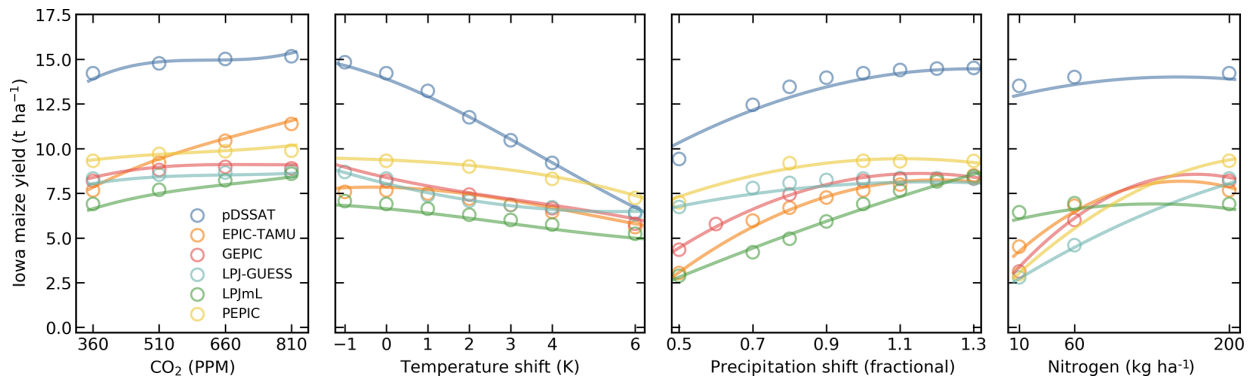 Iowa maize yield (t ha⁻¹)
17.5
15.0
12.5
10.0
7.5
5.0
2.5
0.0
pDSSAT
EPIC-TAMU
GEPIC
LPJ-GUESS
LPJmL
PEPIC
360 510 660 810
CO₂ (PPM)
−1 0 1 2 3 4 6
Temperature shift (K)
0.5 0.7 0.9 1.1 1.3
Precipitation shift (fractional)
10 60 200
Nitrogen (kg ha⁻¹)